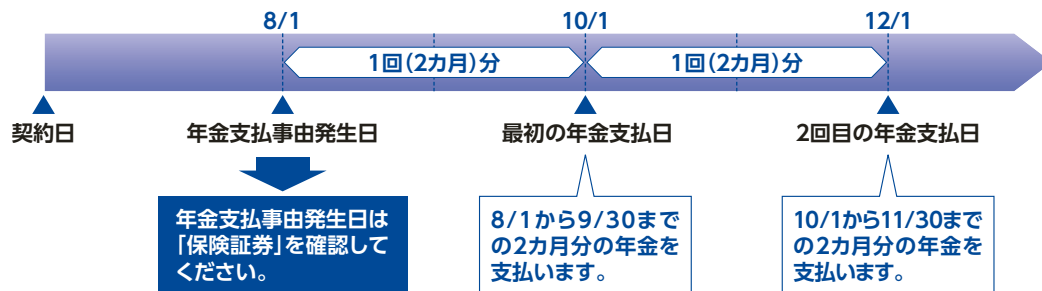 8/1
10/1
12/1
1回(2カ月)分
1回(2カ月)分
契約日
年金支払事由発生日
最初の年金支払日
2回目の年金支払日
年金支払事由発生日は
「保険証券」を確認して
ください。
8/1から9/30まで
の2カ月分の年金を
支払います。
10/1から11/30まで
の2カ月分の年金を
支払います。